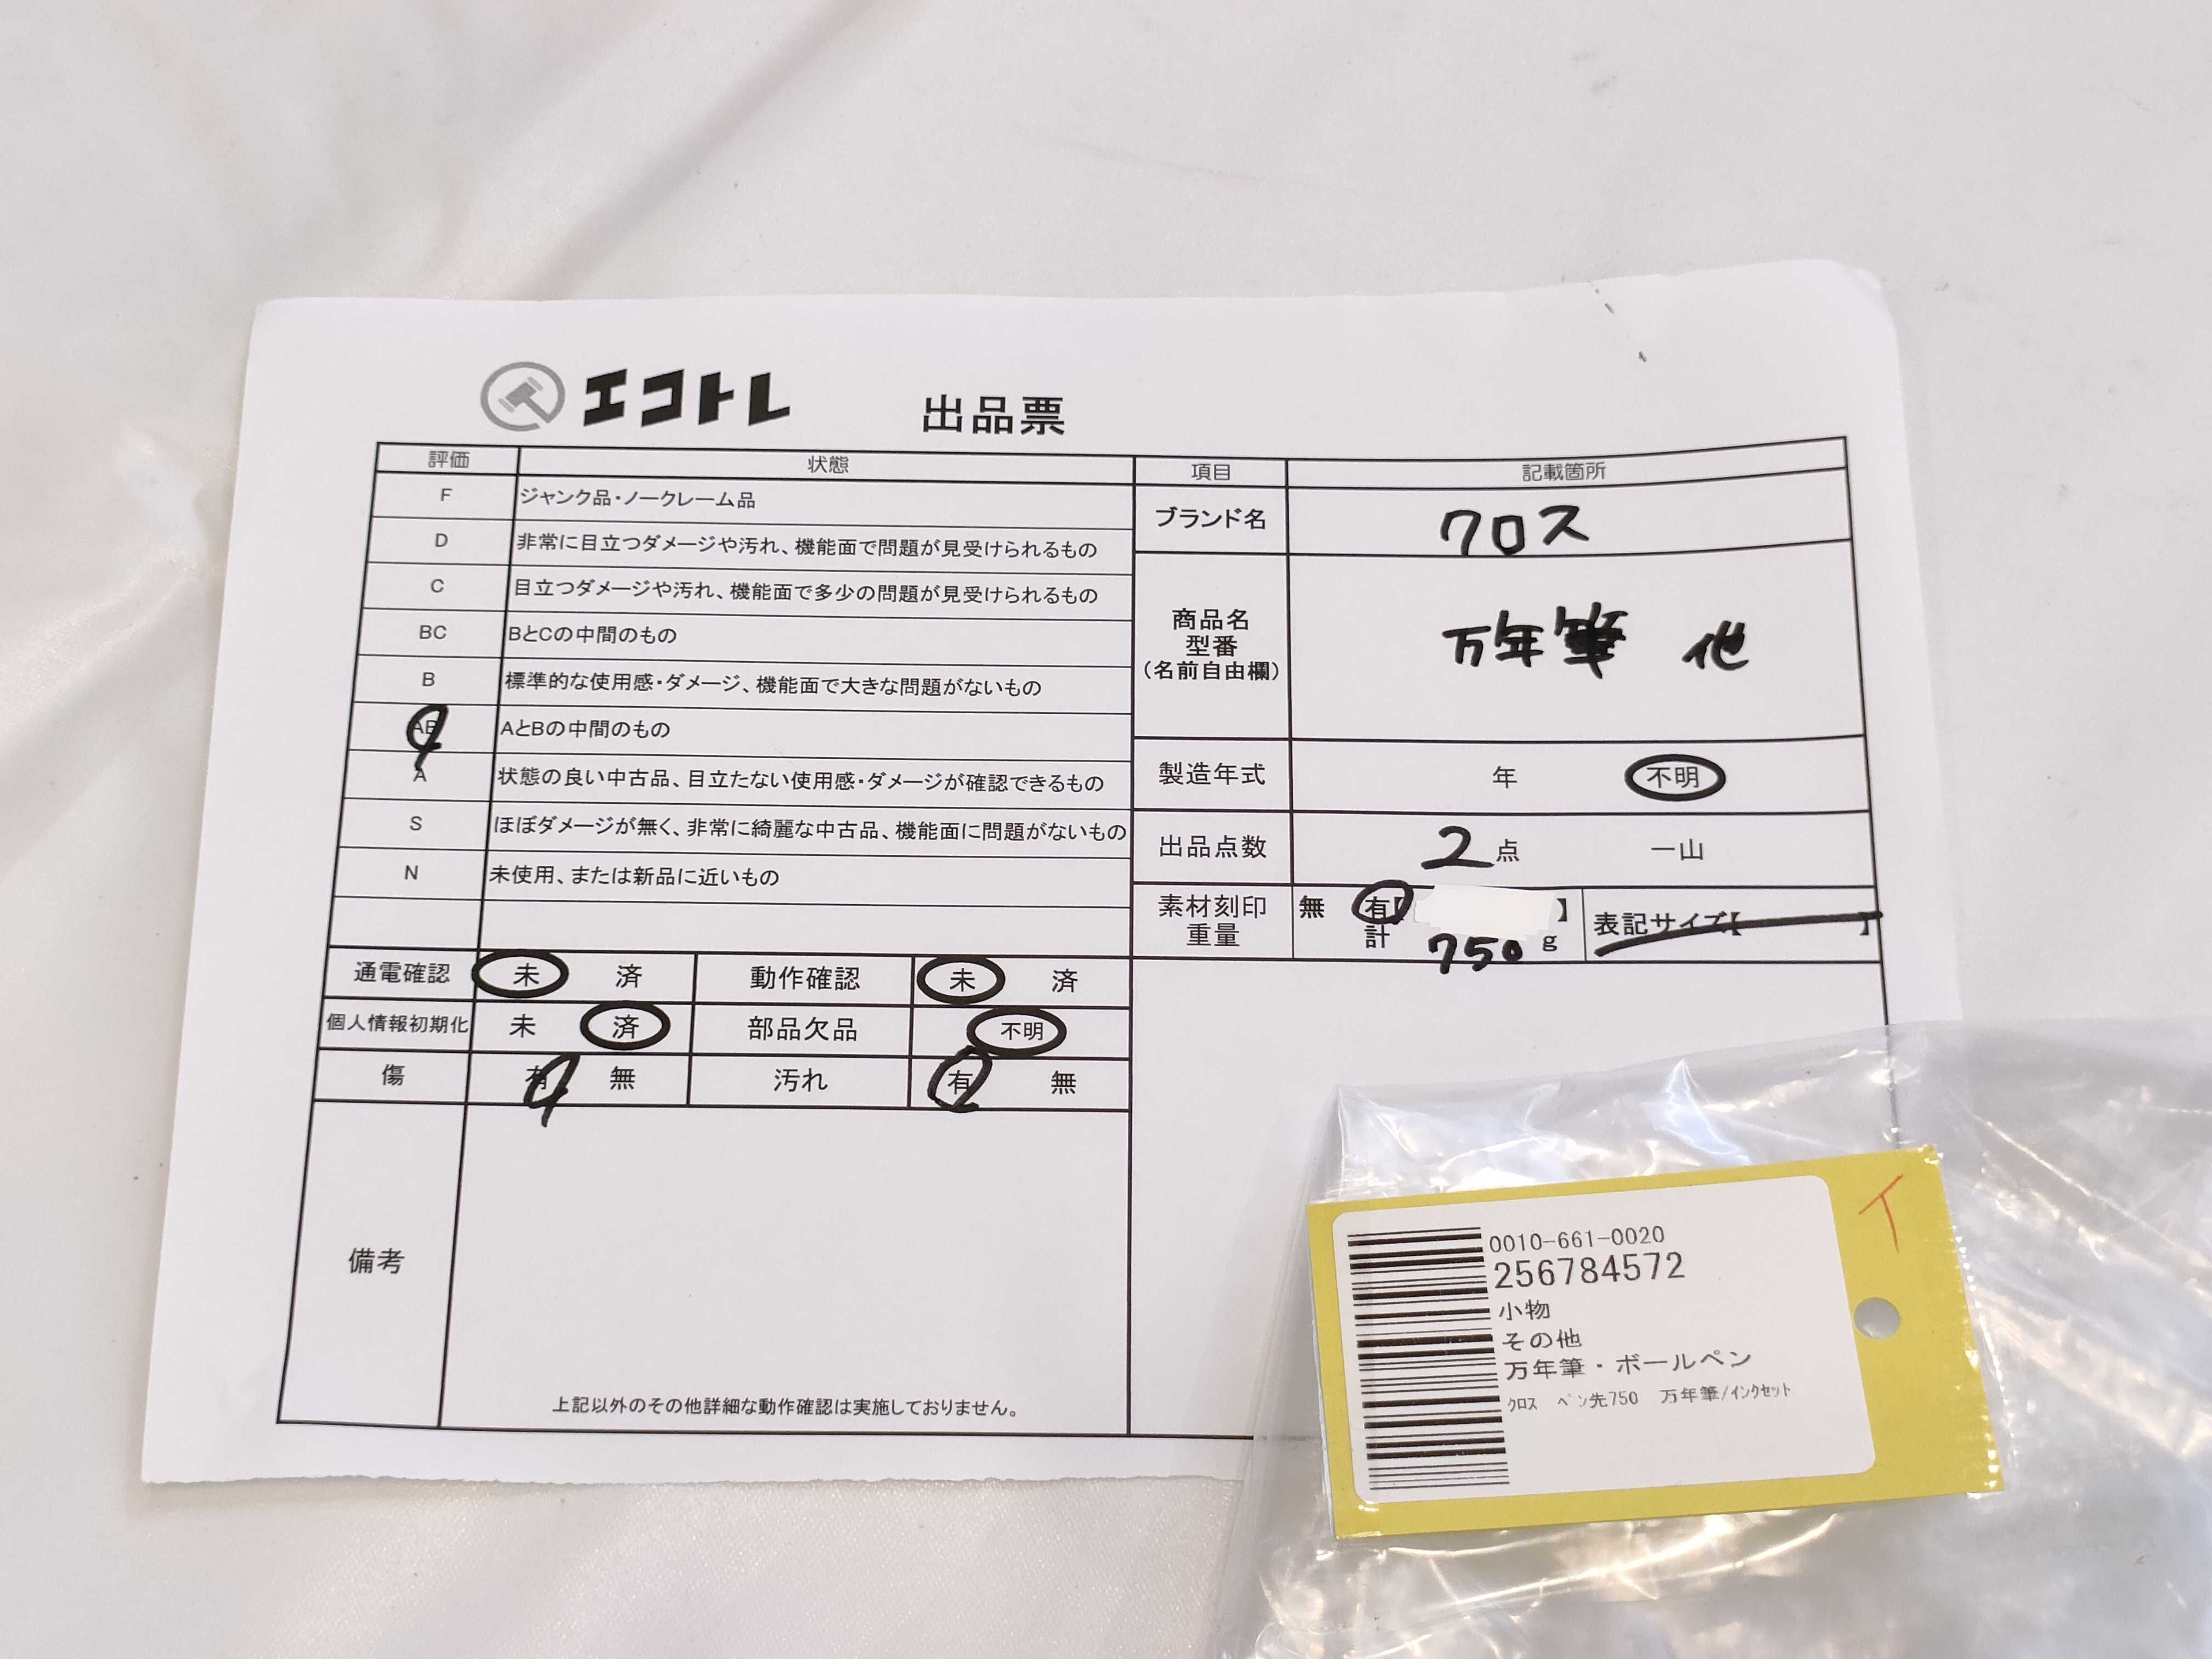 エコトレ 出品票
評価 状態 項目 記載箇所
F ジャンク品・ノークレーム品
D 非常に目立つダメージや汚れ、機能面で問題が見受けられるもの
C 目立つダメージや汚れ、機能面で多少の問題が見受けられるもの
BC BとCの中間のもの
B 標準的な使用感・ダメージ、機能面で大きな問題がないもの
AB AとBの中間のもの
A 状態の良い中古品、目立たない使用感・ダメージが確認できるもの
S ほぼダメージが無く、非常に綺麗な中古品、機能面に問題がないもの
N 未使用、または新品に近いもの
ブランド名 クロス
商品名
型番
(名前自由欄)
万年筆 他
製造年式 年 不明
出品点数 2点 一山
素材刻印
重量
無 有【 】
計 750 g
表記サイズ【 】
通電確認 未 済 動作確認 未 済
個人情報初期化 未 済 部品欠品 不明
傷 有 無 汚れ 有 無
備考
上記以外のその他詳細な動作確認は実施しておりません。
イ
0010-661-0020
256784572
小物
その他
万年筆・ボールペン
クロス ペン先750 万年筆/インクセット